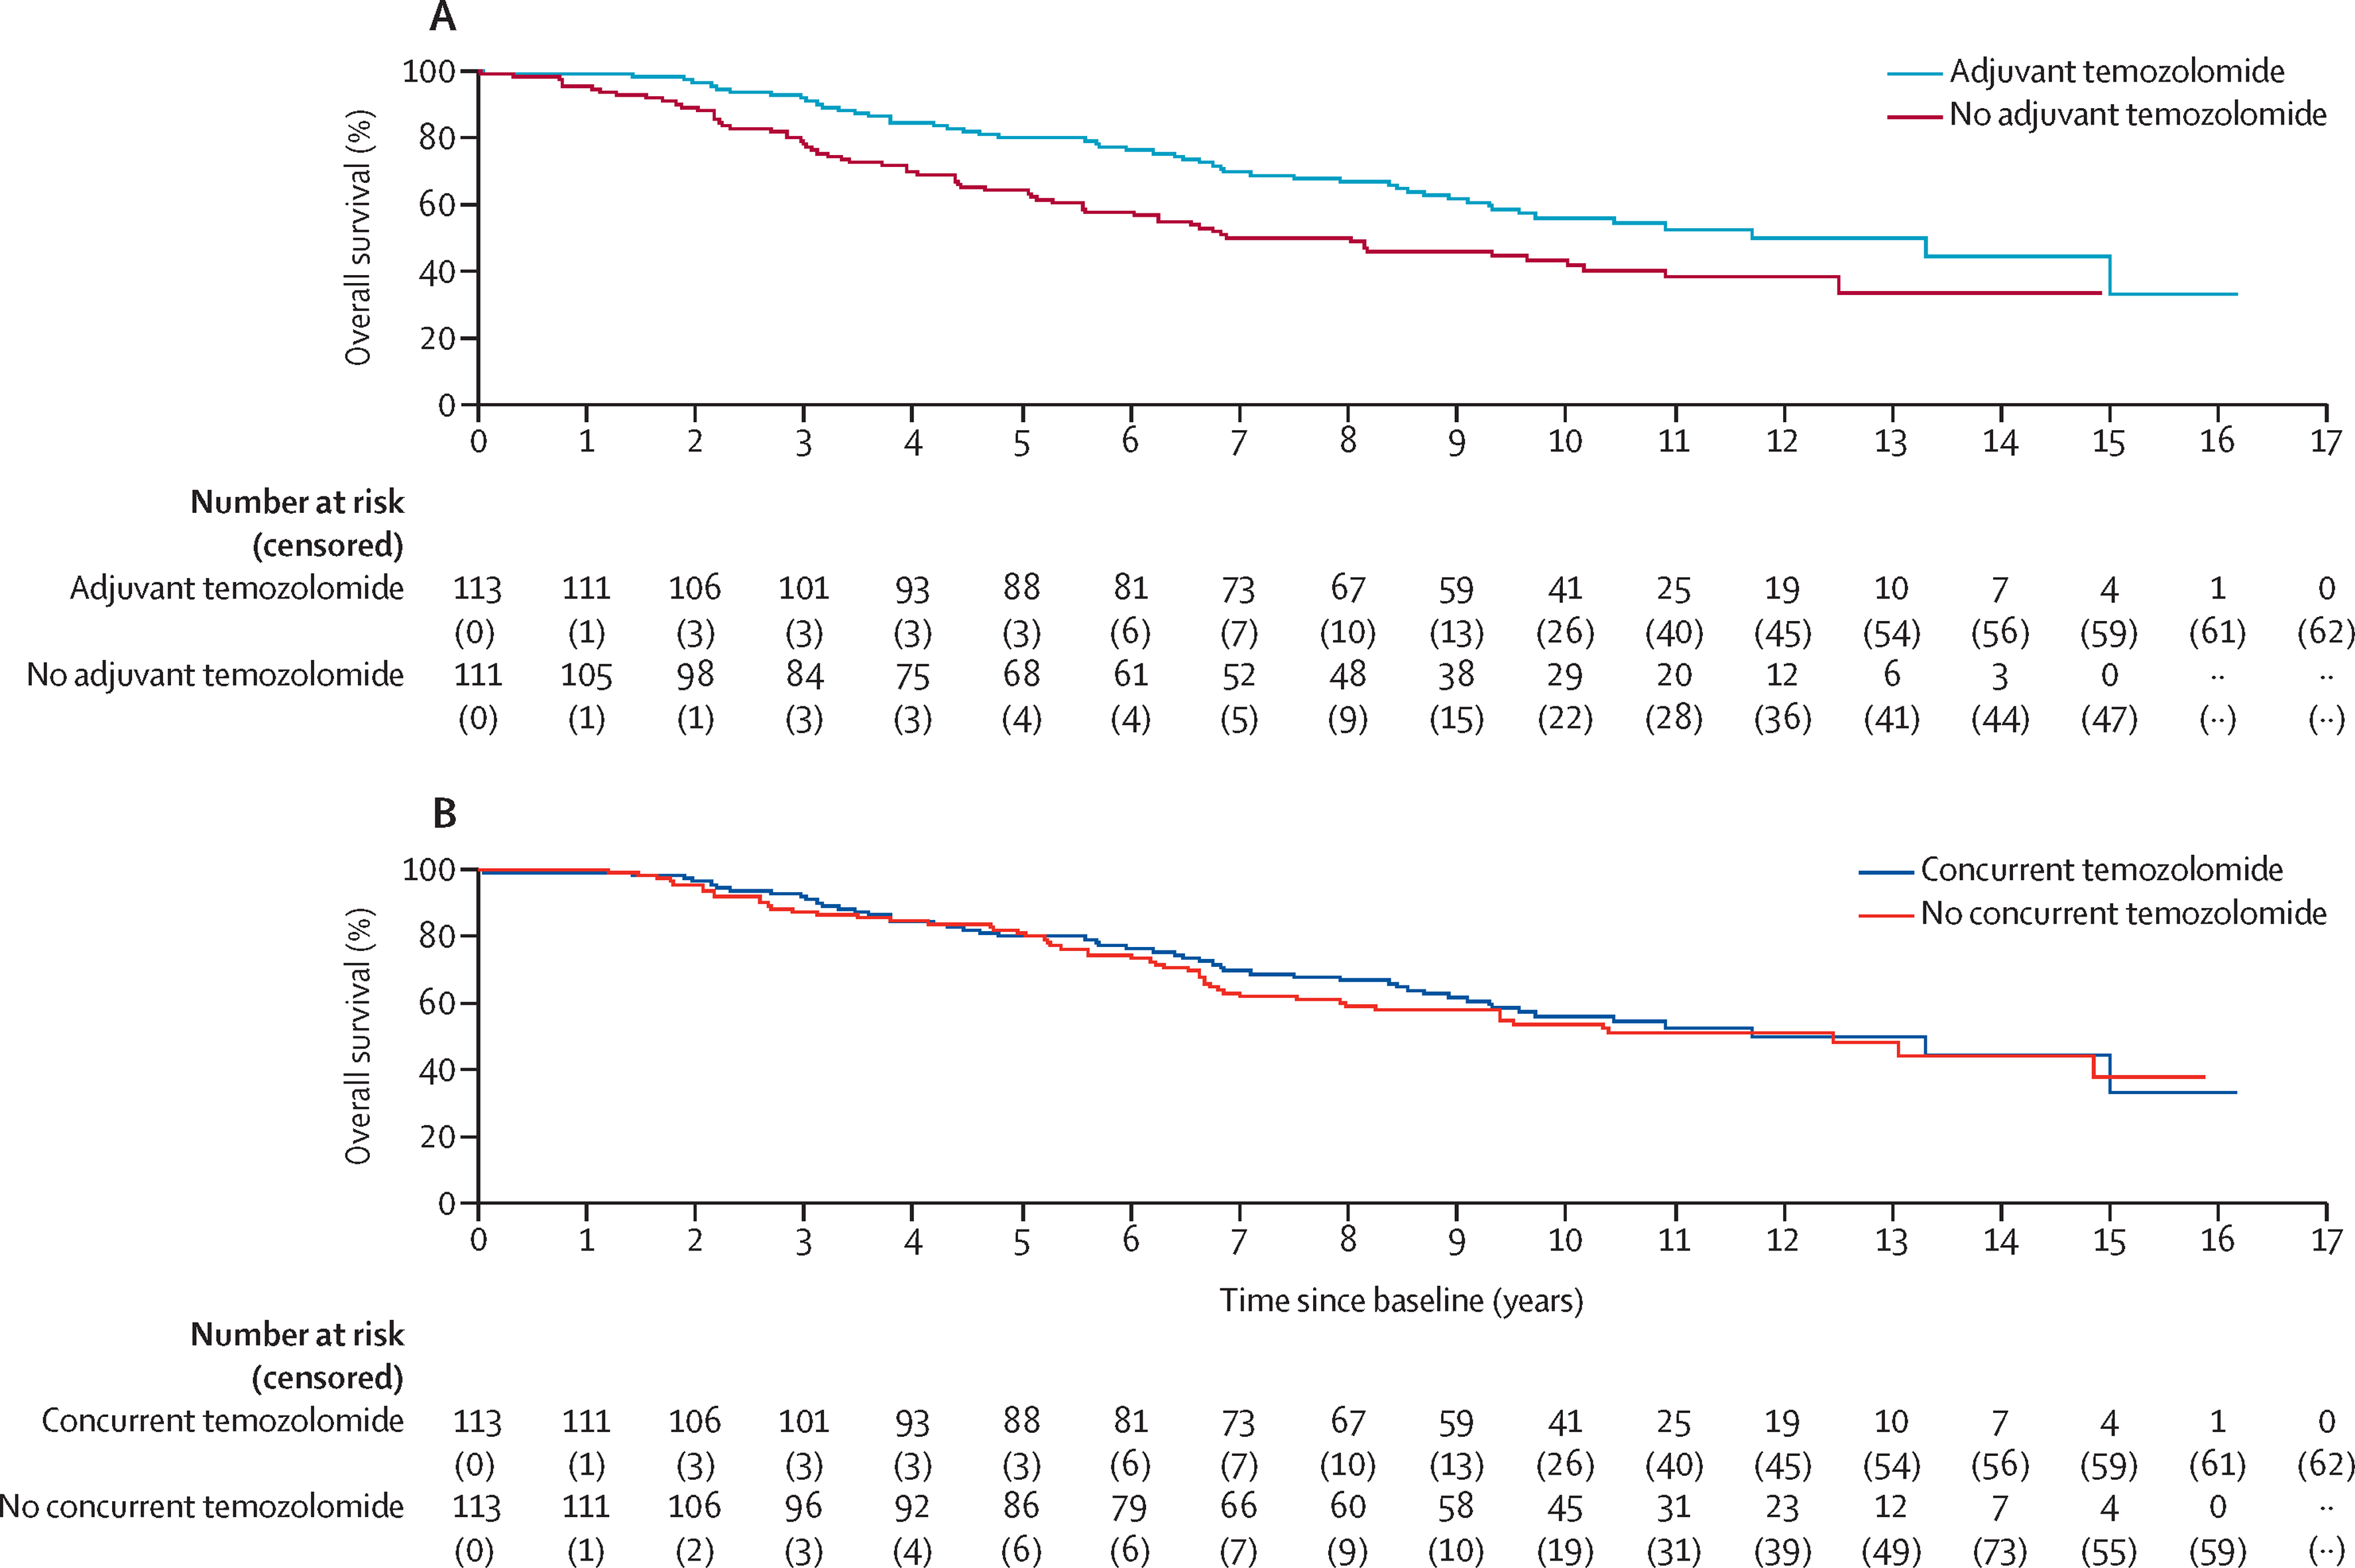 A
Adjuvant temozolomide
No adjuvant temozolomide
Overall survival (%)
100
80
60
40
20
0
0 1 2 3 4 5 6 7 8 9 10 11 12 13 14 15 16 17
Number at risk
(censored)
Adjuvant temozolomide 113 111 106 101 93 88 81 73 67 59 41 25 19 10 7 4 1 0
(0) (1) (3) (3) (3) (3) (6) (7) (10) (13) (26) (40) (45) (54) (56) (59) (61) (62)
No adjuvant temozolomide 111 105 98 84 75 68 61 52 48 38 29 20 12 6 3 0 ·· ··
(0) (1) (1) (3) (3) (4) (4) (5) (9) (15) (22) (28) (36) (41) (44) (47) (··) (··)
B
Concurrent temozolomide
No concurrent temozolomide
Overall survival (%)
100
80
60
40
20
0
0 1 2 3 4 5 6 7 8 9 10 11 12 13 14 15 16 17
Time since baseline (years)
Number at risk
(censored)
Concurrent temozolomide 113 111 106 101 93 88 81 73 67 59 41 25 19 10 7 4 1 0
(0) (1) (3) (3) (3) (3) (6) (7) (10) (13) (26) (40) (45) (54) (56) (59) (61) (62)
No concurrent temozolomide 113 111 106 96 92 86 79 66 60 58 45 31 23 12 7 4 0 ··
(0) (1) (2) (3) (4) (6) (6) (7) (9) (10) (19) (31) (39) (49) (73) (55) (59) (··)